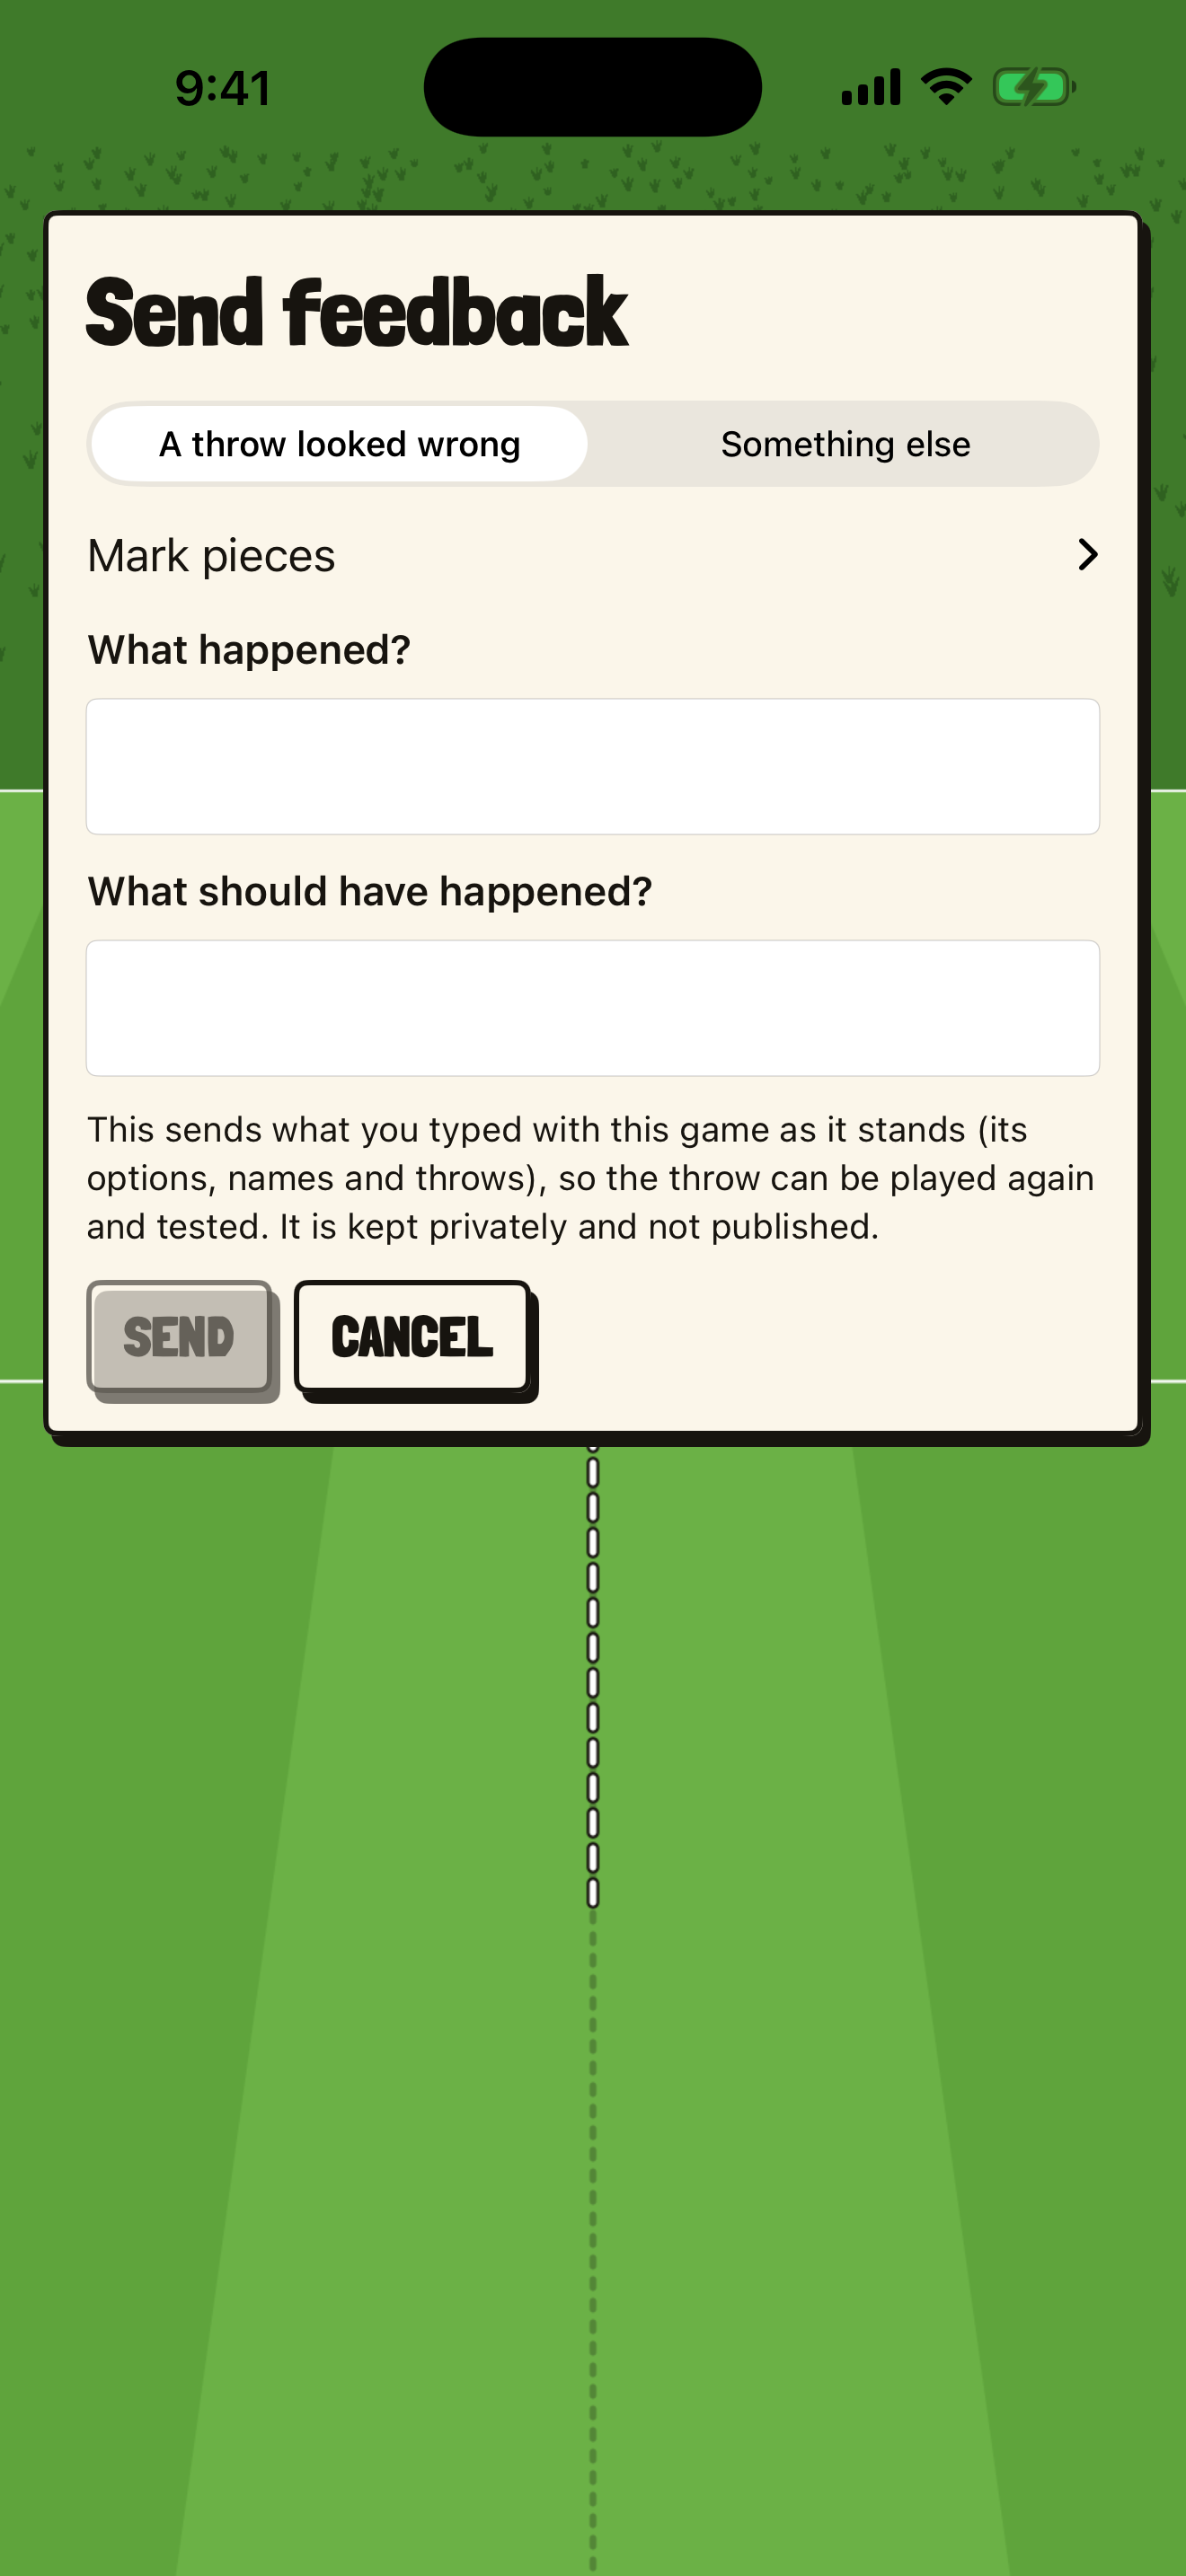 9:41
Send feedback
A throw looked wrong
Something else
Mark pieces
What happened?
What should have happened?
This sends what you typed with this game as it stands (its
options, names and throws), so the throw can be played again
and tested. It is kept privately and not published.
SEND
CANCEL